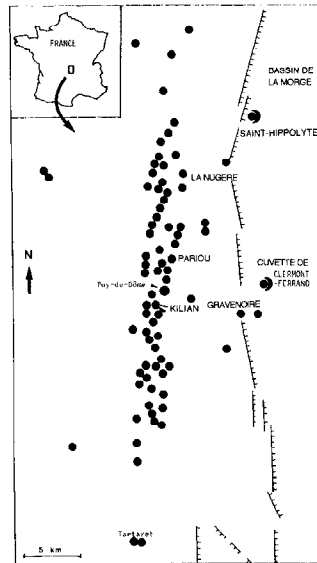 FRANCE
BASSIN DE
LA MORGE
SAINT-HIPPOLYTE
LA NUGERE
PARIOU
N
CUVETTE DE
CLERMONT
-FERRAND
Puy-de-Dôme
KILIAN
GRAVENOIRE
Tartaret
5 km